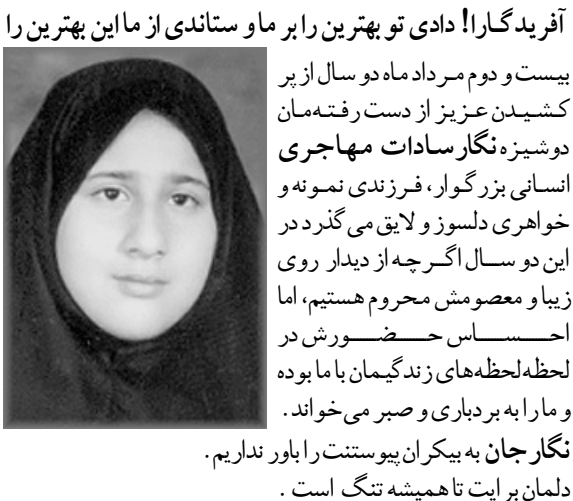 آفریدگارا! دادی تو بهترین را بر ما و ستاندی از ما این بهترین را
بیست و دوم مرداد ماه دو سال از پر
کشیدن عزیز از دست رفته‌مان
دوشیزه نگار سادات مهاجری
انسانی بزرگوار، فرزندی نمونه و
خواهری دلسوز و لایق می گذرد در
این دو سال اگر چه از دیدار روی
زیبا و معصومش محروم هستیم، اما
احساس حضورش در
لحظه لحظه‌های زندگیمان با ما بوده
و ما را به بردباری و صبر می خواند.
نگار جان به بیکران پیوستنت را باور نداریم.
دلمان برایت تا همیشه تنگ است.